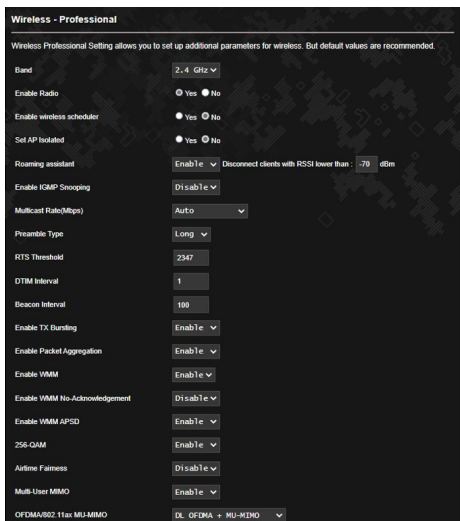 Wireless - Professional
Wireless Professional Setting allows you to set up additional parameters for wireless. But default values are recommended.
Band 2.4 GHz
Enable Radio Yes No
Enable wireless scheduler Yes No
Set AP Isolated Yes No
Roaming assistant Enable Disconnect clients with RSSI lower than : -70 dBm
Enable IGMP Snooping Disable
Multicast Rate(Mbps) Auto
Preamble Type Long
RTS Threshold 2347
DTIM Interval 1
Beacon Interval 100
Enable TX Bursting Enable
Enable Packet Aggregation Enable
Enable WMM Enable
Enable WMM No-Acknowledgement Disable
Enable WMM APSD Enable
256-QAM Enable
Airtime Fairness Disable
Multi-User MIMO Enable
OFDMA/802.11ax MU-MIMO DL OFDMA + MU-MIMO